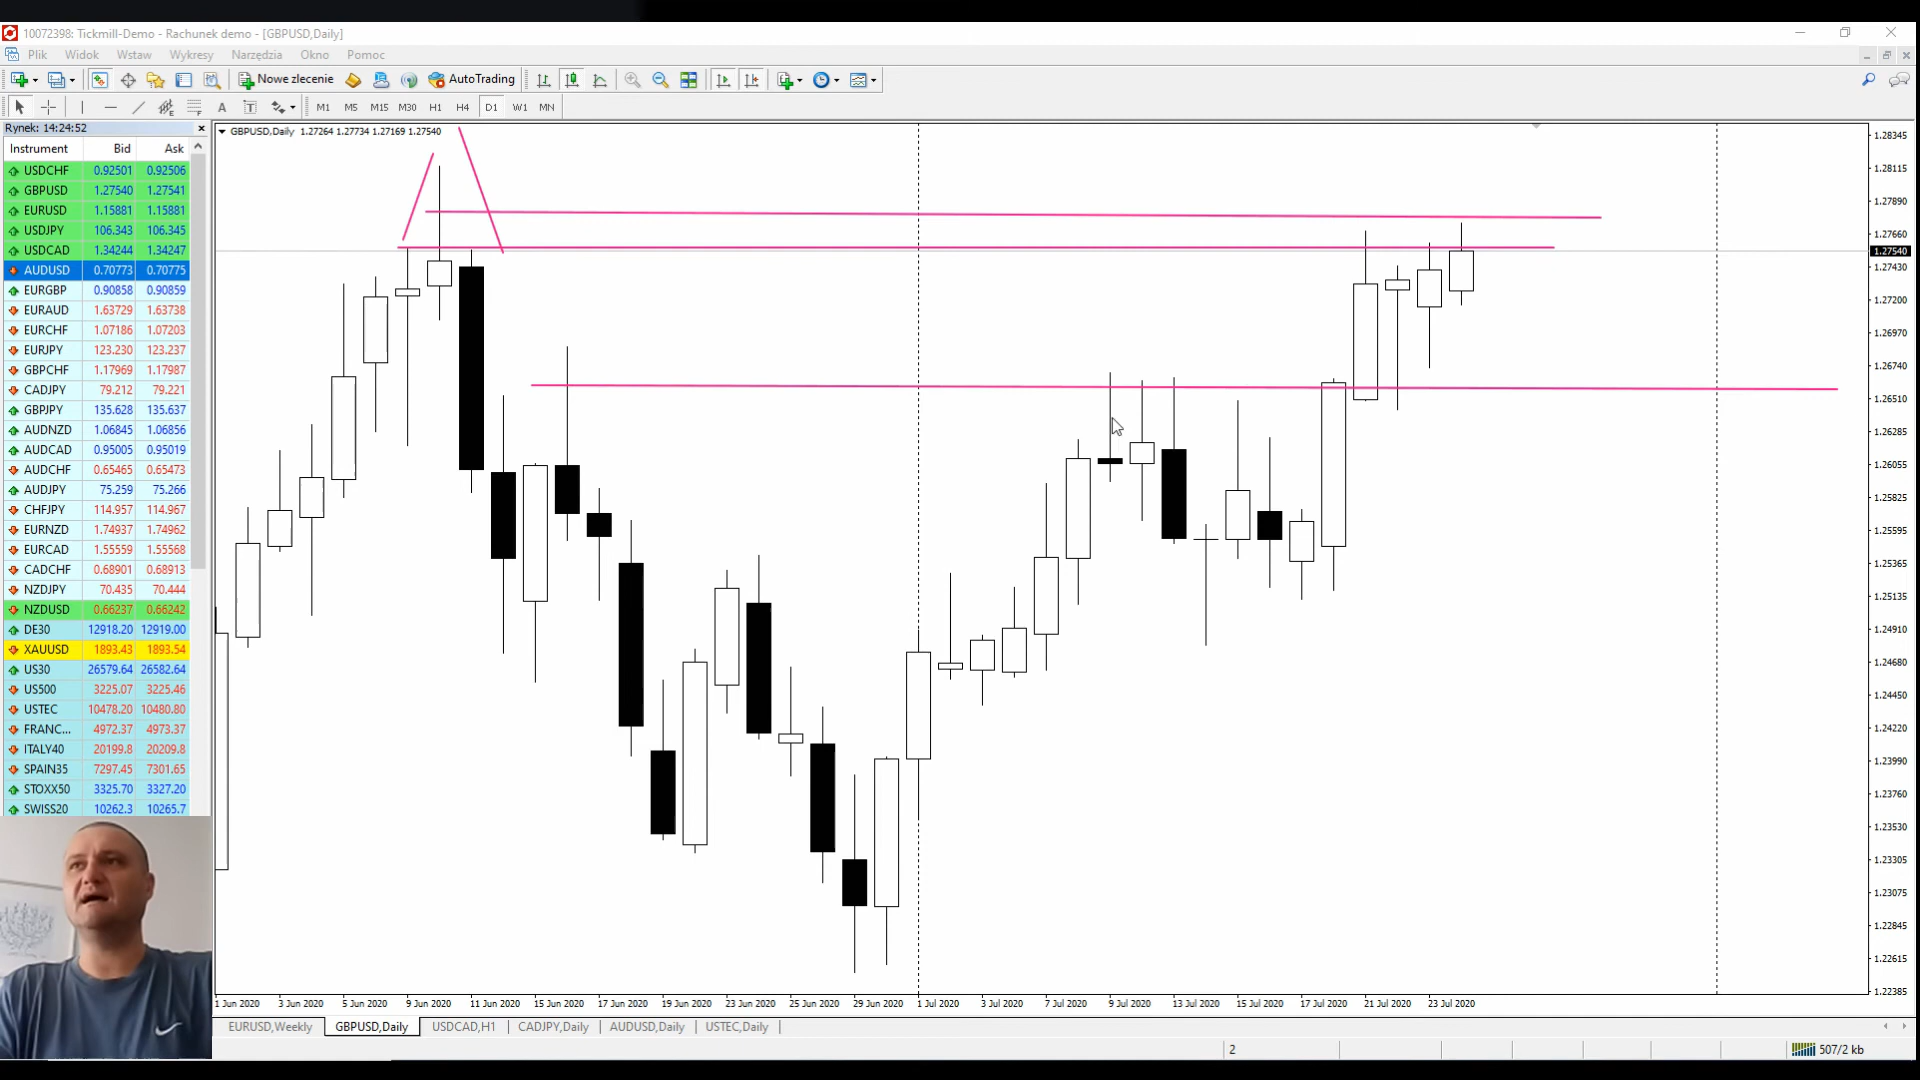 10072398: Tickmill-Demo - Rachunek demo - [GBPUSD,Daily]
Plik Widok Wstaw Wykresy Narzędzia Okno Pomoc
Nowe zlecenie AutoTrading
A T M1 M5 M15 M30 H1 H4 D1 W1 MN
Rynek: 14:24:52
GBPUSD,Daily 1.27264 1.27734 1.27169 1.27540
Instrument Bid Ask
USDCHF 0.92501 0.92506
GBPUSD 1.27540 1.27541
EURUSD 1.15881 1.15881
USDJPY 106.343 106.345
USDCAD 1.34244 1.34247
AUDUSD 0.70773 0.70775
EURGBP 0.90858 0.90859
EURAUD 1.63729 1.63738
EURCHF 1.07186 1.07203
EURJPY 123.230 123.237
GBPCHF 1.17969 1.17987
CADJPY 79.212 79.221
GBPJPY 135.628 135.637
AUDNZD 1.06845 1.06856
AUDCAD 0.95005 0.95019
AUDCHF 0.65465 0.65473
AUDJPY 75.259 75.266
CHFJPY 114.957 114.967
EURNZD 1.74937 1.74962
EURCAD 1.55559 1.55568
CADCHF 0.68901 0.68913
NZDJPY 70.435 70.444
NZDUSD 0.66237 0.66242
DE30 12918.20 12919.00
XAUUSD 1893.43 1893.54
US30 26579.64 26582.64
US500 3225.07 3225.46
USTEC 10478.20 10480.80
FRANC... 4972.37 4973.37
ITALY40 20199.8 20209.8
SPAIN35 7297.45 7301.65
STOXX50 3325.70 3327.20
SWISS20 10262.3 10265.7
1.28345
1.28115
1.27890
1.27660
1.27540
1.27430
1.27200
1.26970
1.26740
1.26510
1.26285
1.26055
1.25825
1.25595
1.25365
1.25135
1.24910
1.24680
1.24450
1.24220
1.23990
1.23760
1.23530
1.23305
1.23075
1.22845
1.22615
1.22385
1 Jun 2020 3 Jun 2020 5 Jun 2020 9 Jun 2020 11 Jun 2020 15 Jun 2020 17 Jun 2020 19 Jun 2020 23 Jun 2020 25 Jun 2020 29 Jun 2020 1 Jul 2020 3 Jul 2020 7 Jul 2020 9 Jul 2020 13 Jul 2020 15 Jul 2020 17 Jul 2020 21 Jul 2020 23 Jul 2020
EURUSD,Weekly GBPUSD,Daily USDCAD,H1 CADJPY,Daily AUDUSD,Daily USTEC,Daily
2 507/2 kb